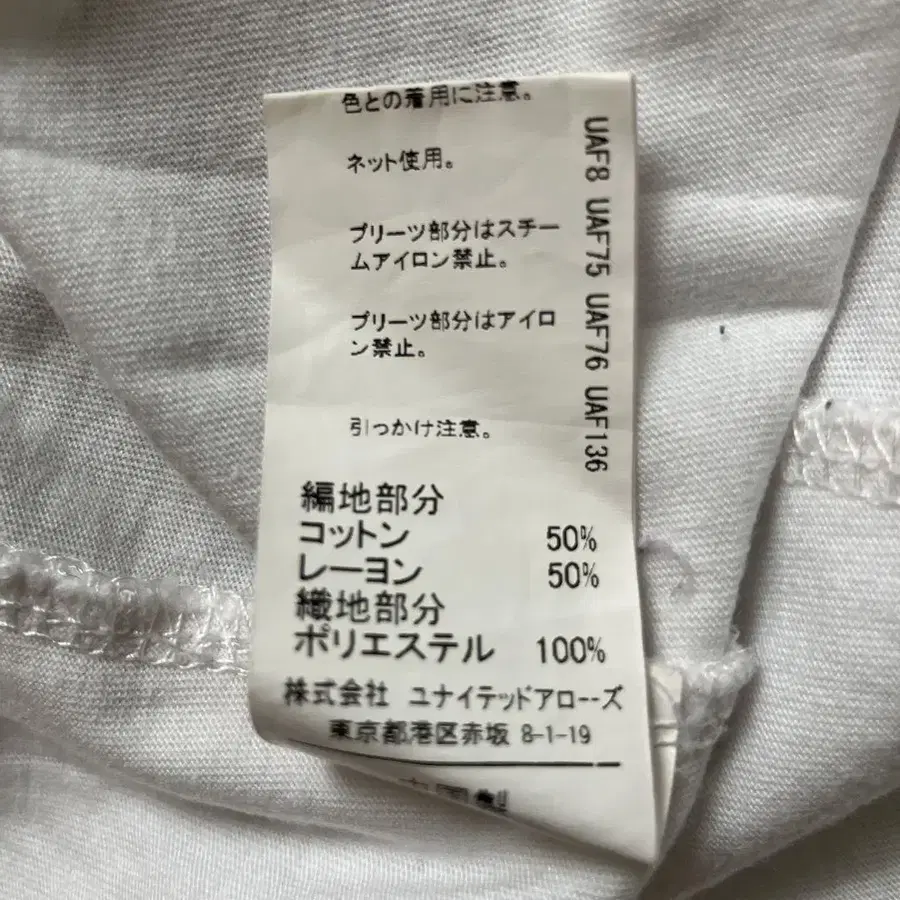 色との着用に注意。
ネット使用。
プリーツ部分はスチー
ムアイロン禁止。
プリーツ部分はアイロ
ン禁止。
引っかけ注意。
UAF8 UAF75 UAF76 UAF136
編地部分
コットン 50%
レーヨン 50%
織地部分
ポリエステル 100%
株式会社 ユナイテッドアローズ
東京都港区赤坂 8-1-19
中国製